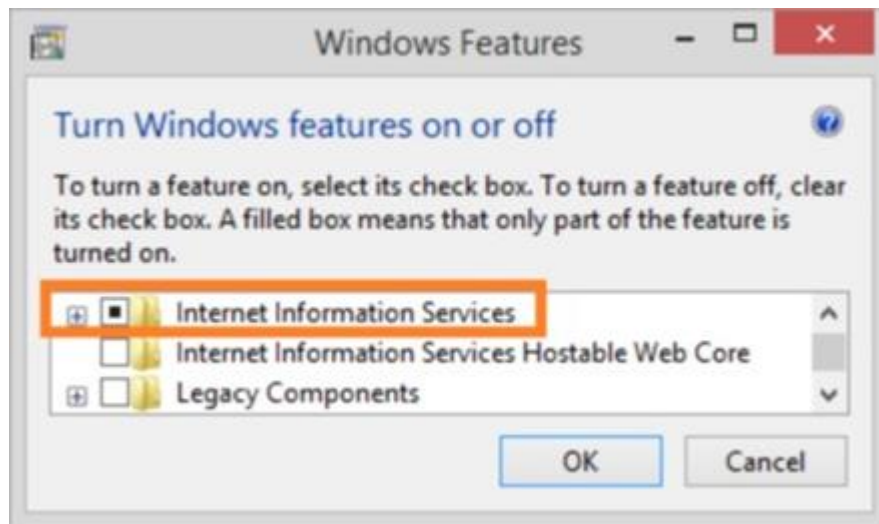 Windows Features
Turn Windows features on or off
To turn a feature on, select its check box. To turn a feature off, clear
its check box. A filled box means that only part of the feature is
turned on.
Internet Information Services
Internet Information Services Hostable Web Core
Legacy Components
OK
Cancel